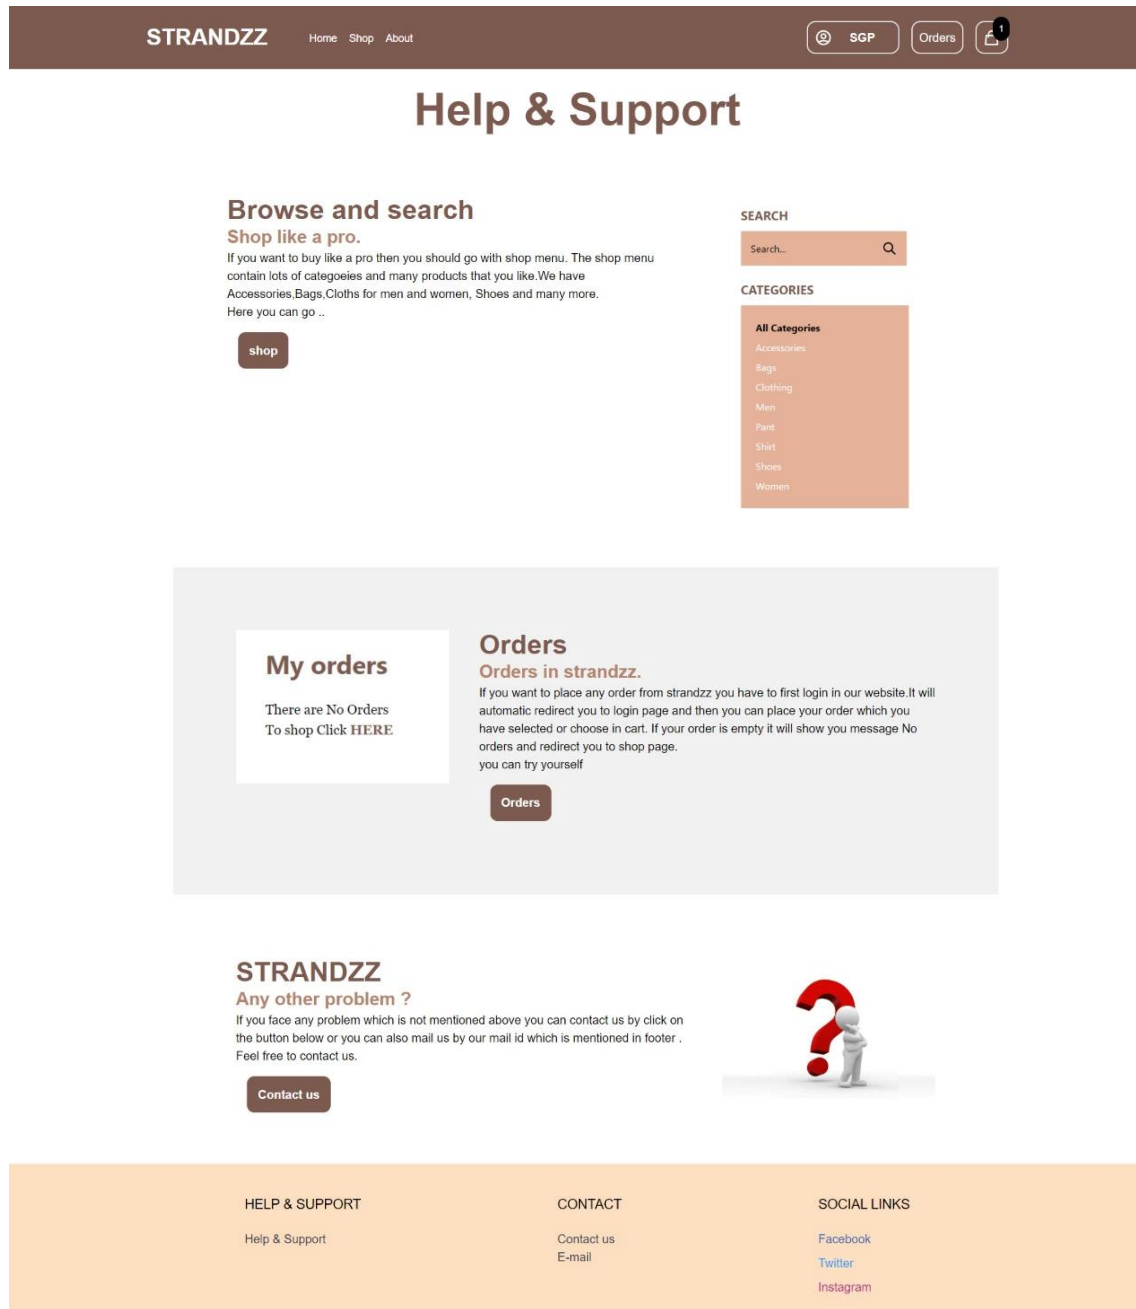 STRANDZZ Home Shop About SGP Orders 1
Help & Support
Browse and search
Shop like a pro.
If you want to buy like a pro then you should go with shop menu. The shop menu
contain lots of categoeies and many products that you like.We have
Accessories,Bags,Cloths for men and women, Shoes and many more.
Here you can go ..
shop
SEARCH
Search...
CATEGORIES
All Categories
Accessories
Bags
Clothing
Men
Pant
Shirt
Shoes
Women
My orders
There are No Orders
To shop Click HERE
Orders
Orders in strandzz.
If you want to place any order from strandzz you have to first login in our website.It will
automatic redirect you to login page and then you can place your order which you
have selected or choose in cart. If your order is empty it will show you message No
orders and redirect you to shop page.
you can try yourself
Orders
STRANDZZ
Any other problem ?
If you face any problem which is not mentioned above you can contact us by click on
the button below or you can also mail us by our mail id which is mentioned in footer .
Feel free to contact us.
Contact us
HELP & SUPPORT
Help & Support
CONTACT
Contact us
E-mail
SOCIAL LINKS
Facebook
Twitter
Instagram